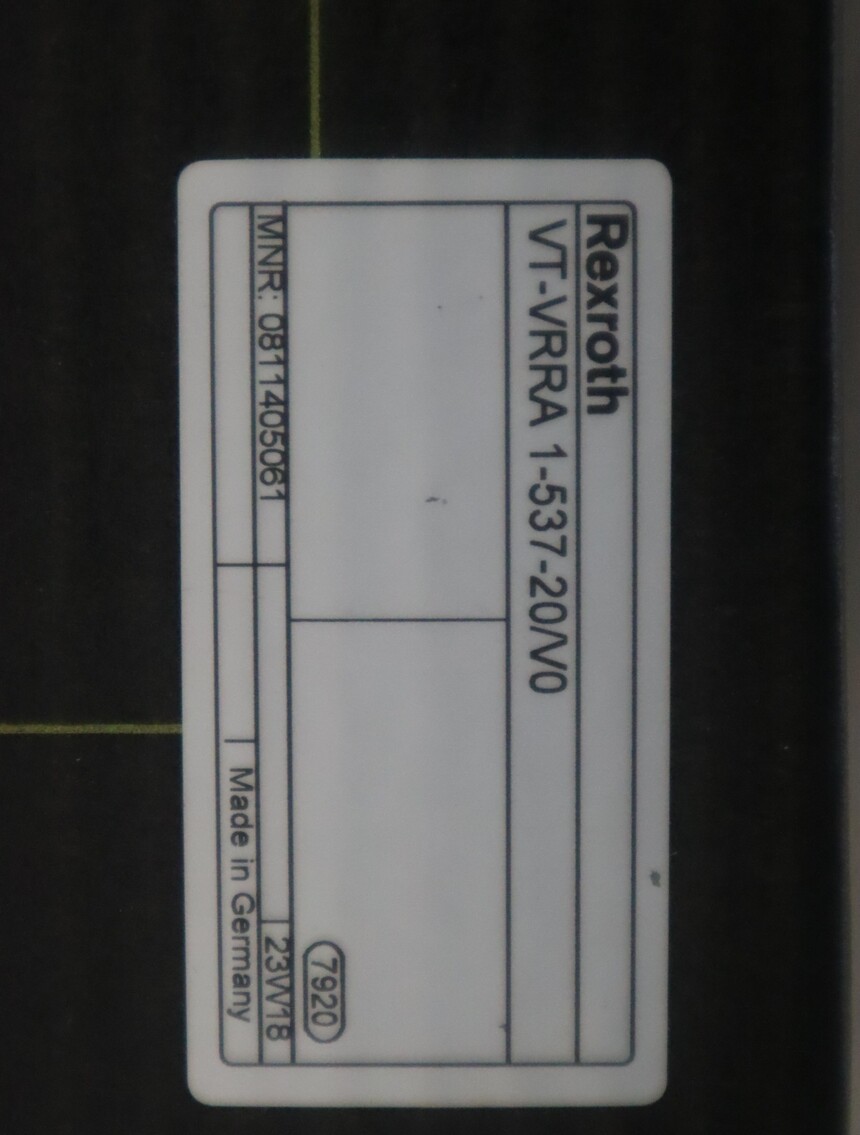 Rexroth
VT-VRRA 1-537-20/V0
7920
MNR: 0811405061
23W18
Made in Germany